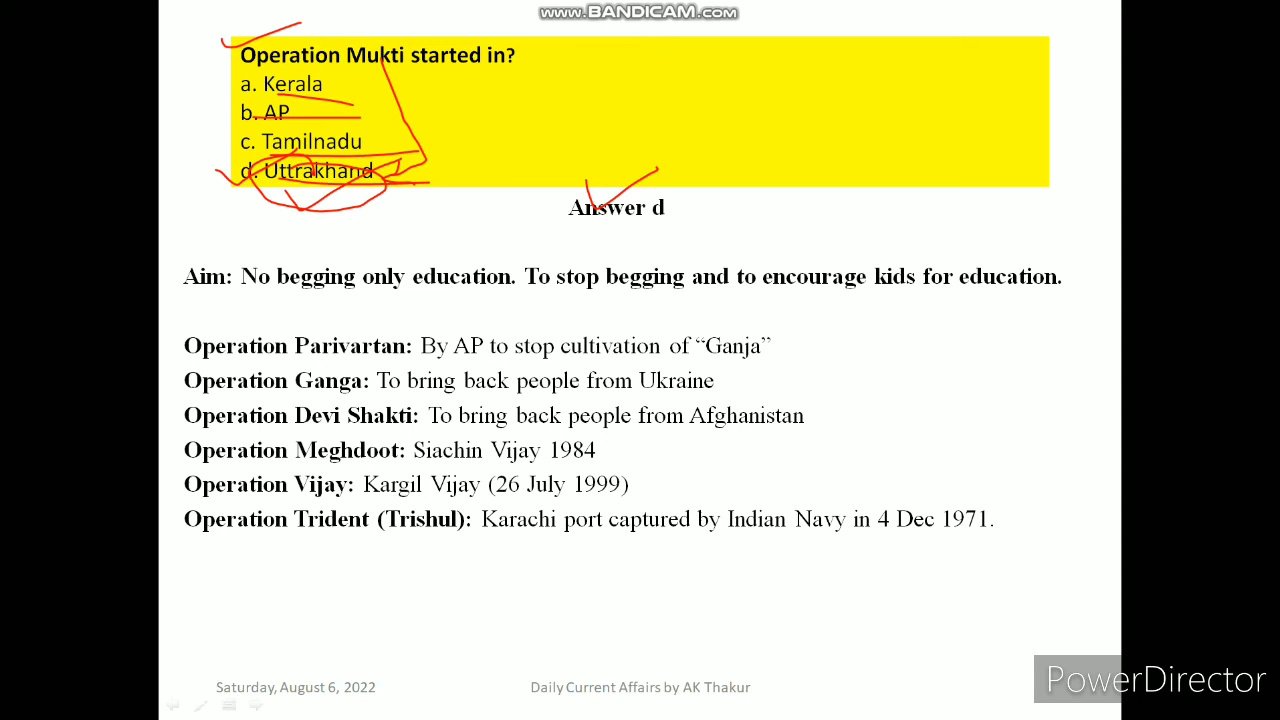 www.BANDICAM.com
Operation Mukti started in?
a. Kerala
b. AP
c. Tamilnadu
d. Uttrakhand
Answer d
Aim: No begging only education. To stop begging and to encourage kids for education.
Operation Parivartan: By AP to stop cultivation of “Ganja”
Operation Ganga: To bring back people from Ukraine
Operation Devi Shakti: To bring back people from Afghanistan
Operation Meghdoot: Siachin Vijay 1984
Operation Vijay: Kargil Vijay (26 July 1999)
Operation Trident (Trishul): Karachi port captured by Indian Navy in 4 Dec 1971.
Saturday, August 6, 2022
Daily Current Affairs by AK Thakur
PowerDirector